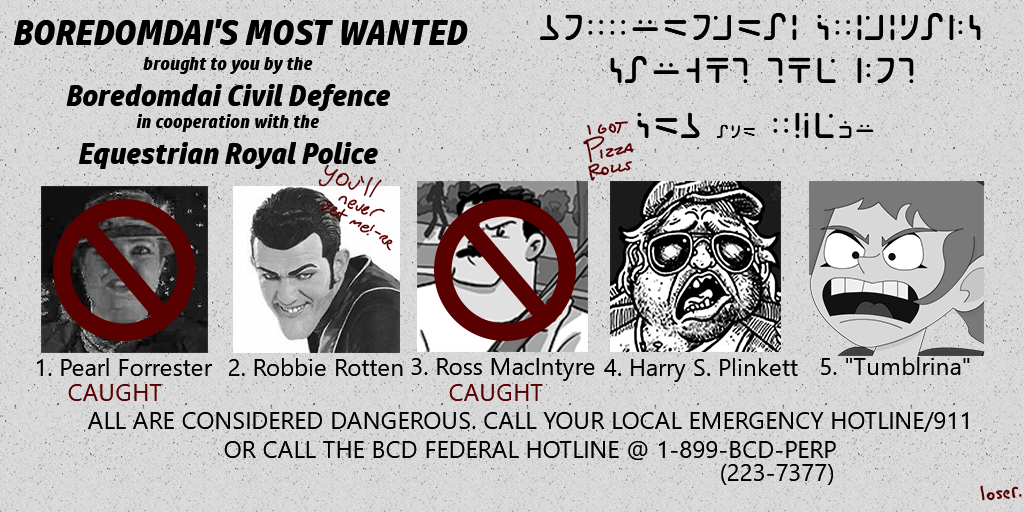 BOREDOMDAI'S MOST WANTED
brought to you by the
Boredomdai Civil Defence
in cooperation with the
Equestrian Royal Police
I GOT
PIZZA
ROLLS
YOU'll
never
get me!-RR
1. Pearl Forrester
CAUGHT
2. Robbie Rotten
3. Ross MacIntyre
CAUGHT
4. Harry S. Plinkett
5. "Tumblrina"
ALL ARE CONSIDERED DANGEROUS. CALL YOUR LOCAL EMERGENCY HOTLINE/911
OR CALL THE BCD FEDERAL HOTLINE @ 1-899-BCD-PERP
(223-7377)
loser.